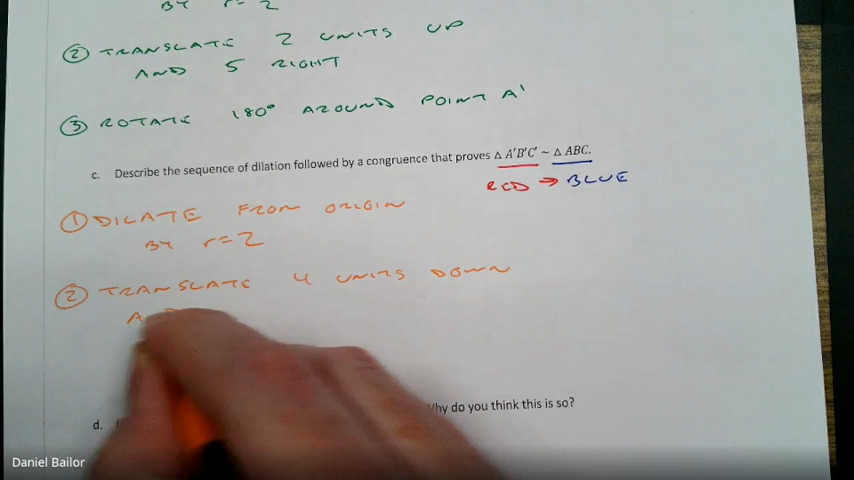 BY r = 2
② TRANSLATE 2 UNITS UP
AND 5 RIGHT
③ ROTATE 180° AROUND POINT A'
c. Describe the sequence of dilation followed by a congruence that proves △ A'B'C' ~ △ ABC.
RED → BLUE
① DILATE FROM ORIGIN
BY r = 2
② TRANSLATE 4 UNITS DOWN
d. Why do you think this is so?
Daniel Bailor